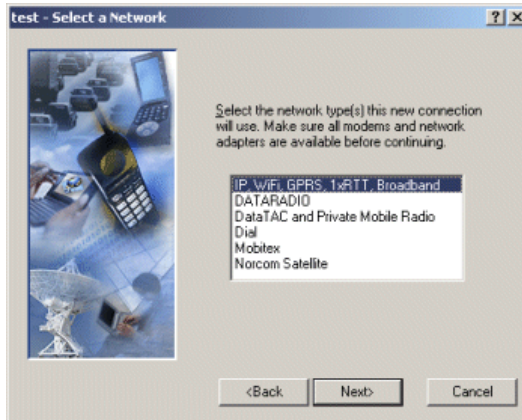 test - Select a Network
Select the network type(s) this new connection
will use. Make sure all modems and network
adapters are available before continuing.
IP, WiFi, GPRS, 1xRTT, Broadband
DATARADIO
DataTAC and Private Mobile Radio
Dial
Mobitex
Norcom Satellite
<Back
Next>
Cancel